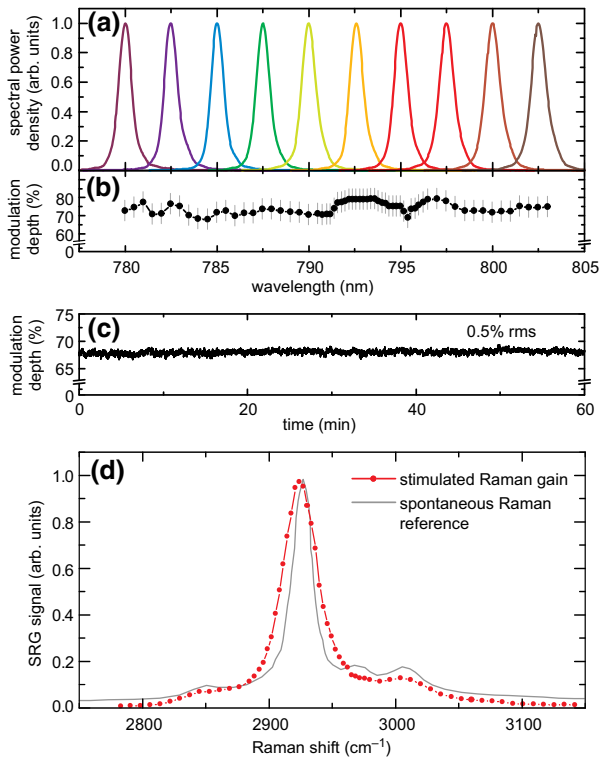 (a)
spectral power
density (arb. units)
1.0
0.8
0.6
0.4
0.2
0.0
(b)
modulation
depth (%)
80
70
60
0
780
785
790
795
800
805
wavelength (nm)
(c)
modulation
depth (%)
75
70
65
0
0.5% rms
0
20
40
60
time (min)
(d)
SRG signal (arb. units)
1.0
0.8
0.6
0.4
0.2
0.0
stimulated Raman gain
spontaneous Raman
reference
2800
2900
3000
3100
Raman shift (cm⁻¹)